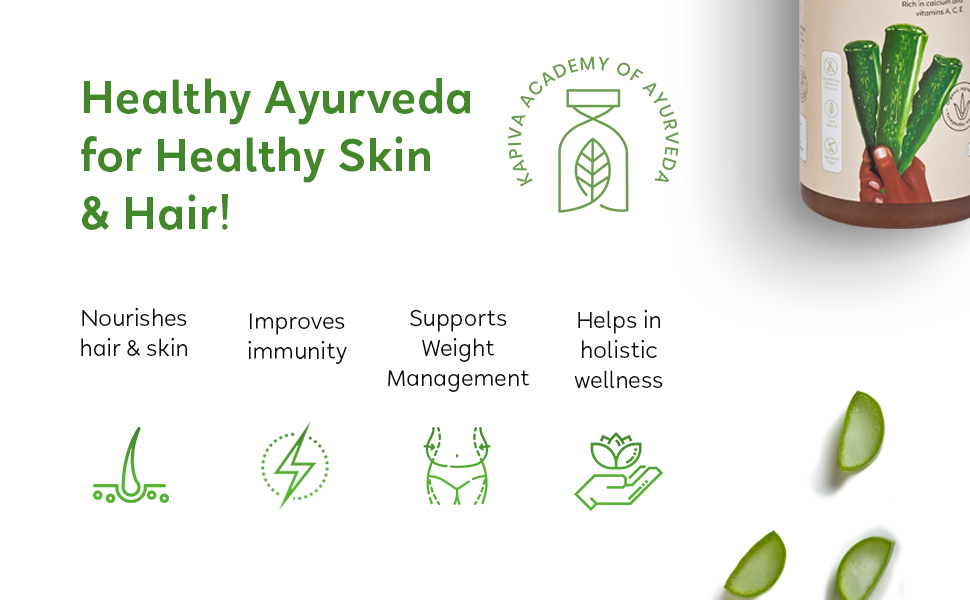 Healthy Ayurveda
for Healthy Skin
& Hair!
KAPIVA ACADEMY OF AYURVEDA
Rich in calcium and
vitamins A, C, E
Nourishes
hair & skin
Improves
immunity
Supports
Weight
Management
Helps in
holistic
wellness